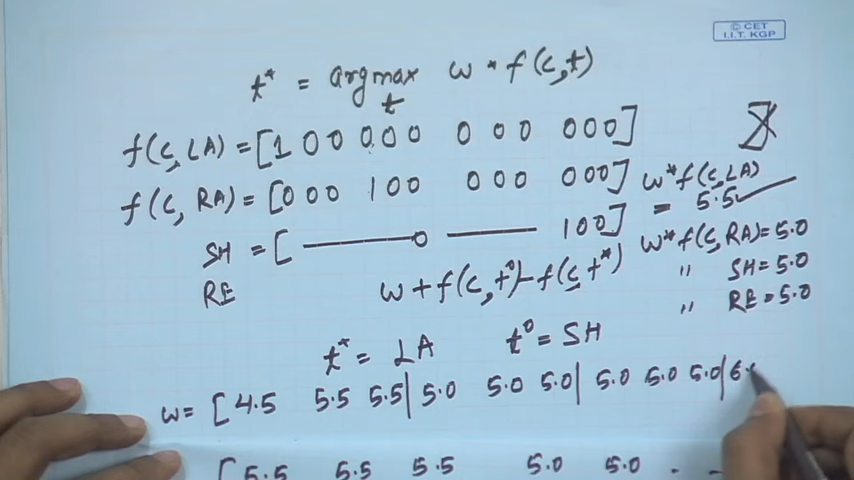 © CET
I.I.T. KGP
t* = argmax w * f(c,t)
t
f(c, LA) = [1 0 0 0 0 0 0 0 0 0 0 0]
f(c, RA) = [0 0 0 1 0 0 0 0 0 0 0 0]
w*f(c, LA)
= 5.5 ✓
SH = [ ——— 0 ——— 1 0 0]
w*f(c, RA) = 5.0
" SH = 5.0
RE
w + f(c, t⁰) - f(c, t*)
" RE = 5.0
t* = LA t⁰ = SH
w = [ 4.5 5.5 5.5 | 5.0 5.0 5.0 | 5.0 5.0 5.0 | 6.
[ 5.5 5.5 5.5 5.0 5.0 - -